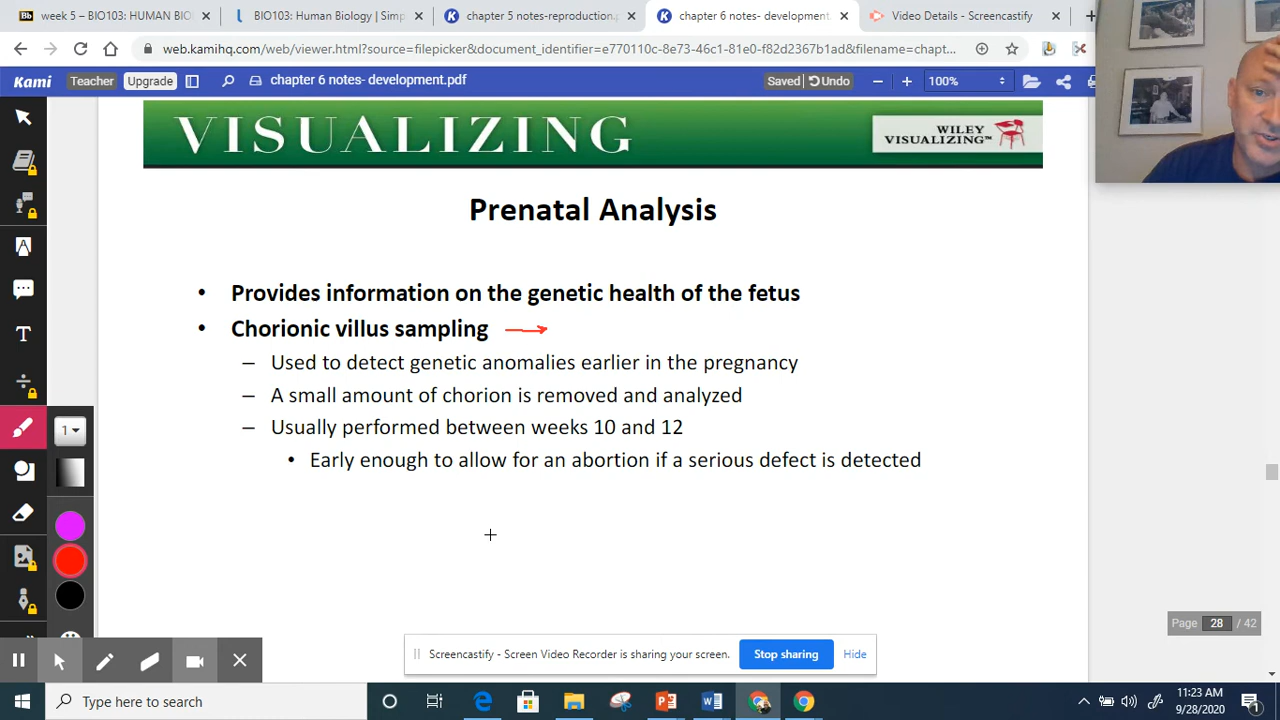 week 5 – BIO103: HUMAN BIO
BIO103: Human Biology | Simp
chapter 5 notes-reproduction.p
chapter 6 notes- development.
Video Details - Screencastify
web.kamihq.com/web/viewer.html?source=filepicker&document_identifier=e770110c-8e73-46c1-81e0-f82d2367b1ad&filename=chapt...
Kami Teacher Upgrade chapter 6 notes- development.pdf Saved Undo 100%
VISUALIZING
WILEY
VISUALIZING™
Prenatal Analysis
• Provides information on the genetic health of the fetus
• Chorionic villus sampling
– Used to detect genetic anomalies earlier in the pregnancy
– A small amount of chorion is removed and analyzed
– Usually performed between weeks 10 and 12
• Early enough to allow for an abortion if a serious defect is detected
1
Page 28 / 42
Screencastify - Screen Video Recorder is sharing your screen. Stop sharing Hide
Type here to search
11:23 AM
9/28/2020